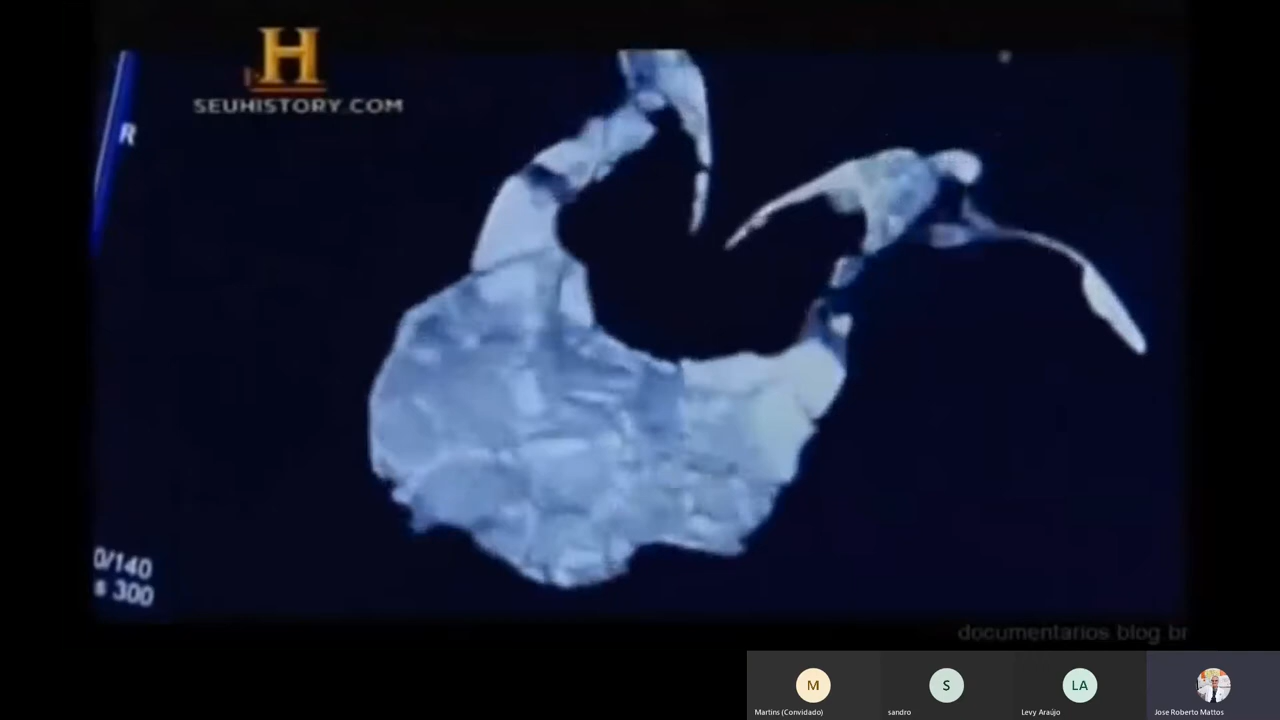 H
SEUHISTORY.COM
R
0/140
s 300
documentarios blog br
M
S
LA
Martins (Convidado)
sandro
Levy Araújo
Jose Roberto Mattos